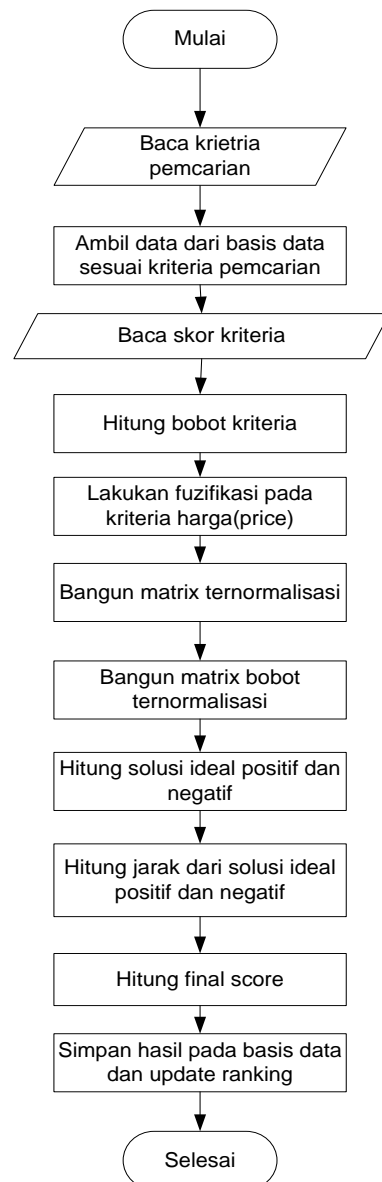 Mulai
Baca krietria
pemcarian
Ambil data dari basis data
sesuai kriteria pemcarian
Baca skor kriteria
Hitung bobot kriteria
Lakukan fuzifikasi pada
kriteria harga(price)
Bangun matrix ternormalisasi
Bangun matrix bobot
ternormalisasi
Hitung solusi ideal positif dan
negatif
Hitung jarak dari solusi ideal
positif dan negatif
Hitung final score
Simpan hasil pada basis data
dan update ranking
Selesai